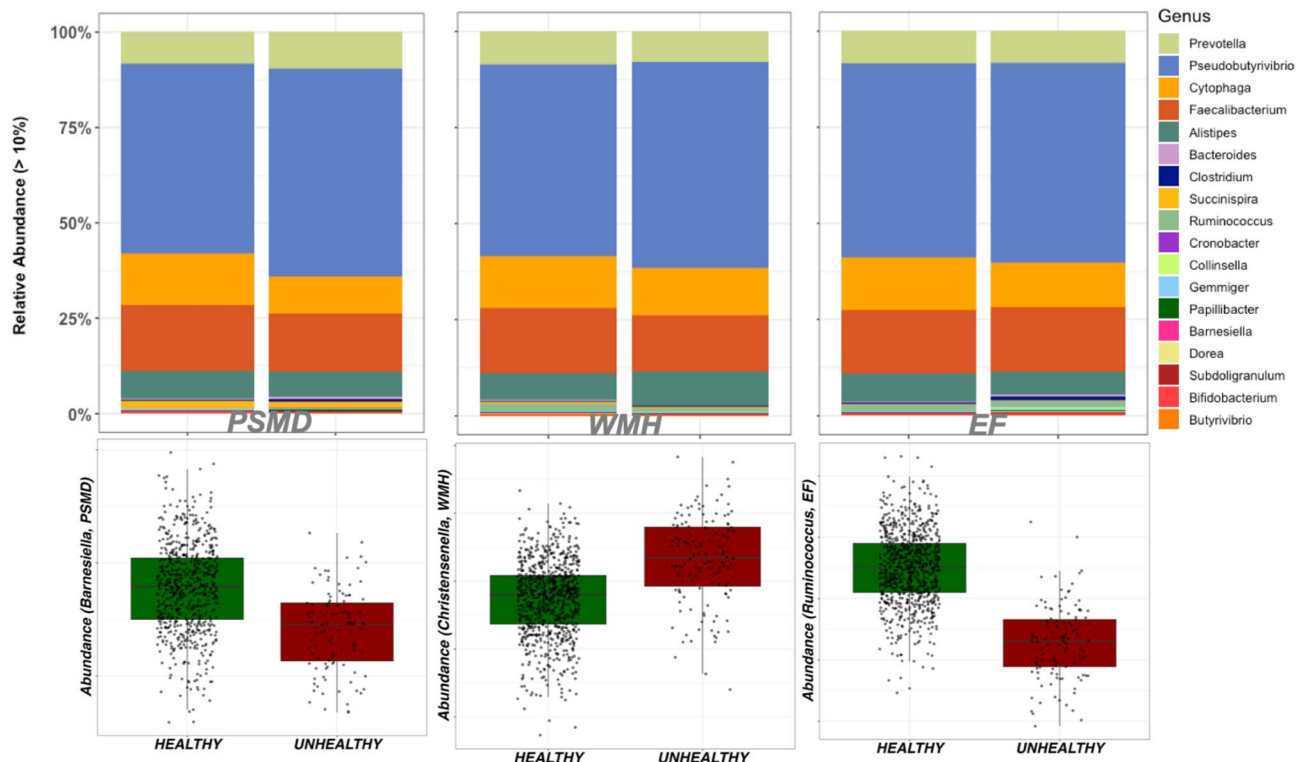 Relative Abundance (> 10%)
100%
75%
50%
25%
0%
PSMD
WMH
EF
Genus
Prevotella
Pseudobutyrivibrio
Cytophaga
Faecalibacterium
Alistipes
Bacteroides
Clostridium
Succinispira
Ruminococcus
Cronobacter
Collinsella
Gemmiger
Papillibacter
Barnesiella
Dorea
Subdoligranulum
Bifidobacterium
Butyrivibrio
Abundance (Barnesiella, PSMD)
HEALTHY UNHEALTHY
Abundance (Christensenella, WMH)
HEALTHY UNHEALTHY
Abundance (Ruminococcus, EF)
HEALTHY UNHEALTHY